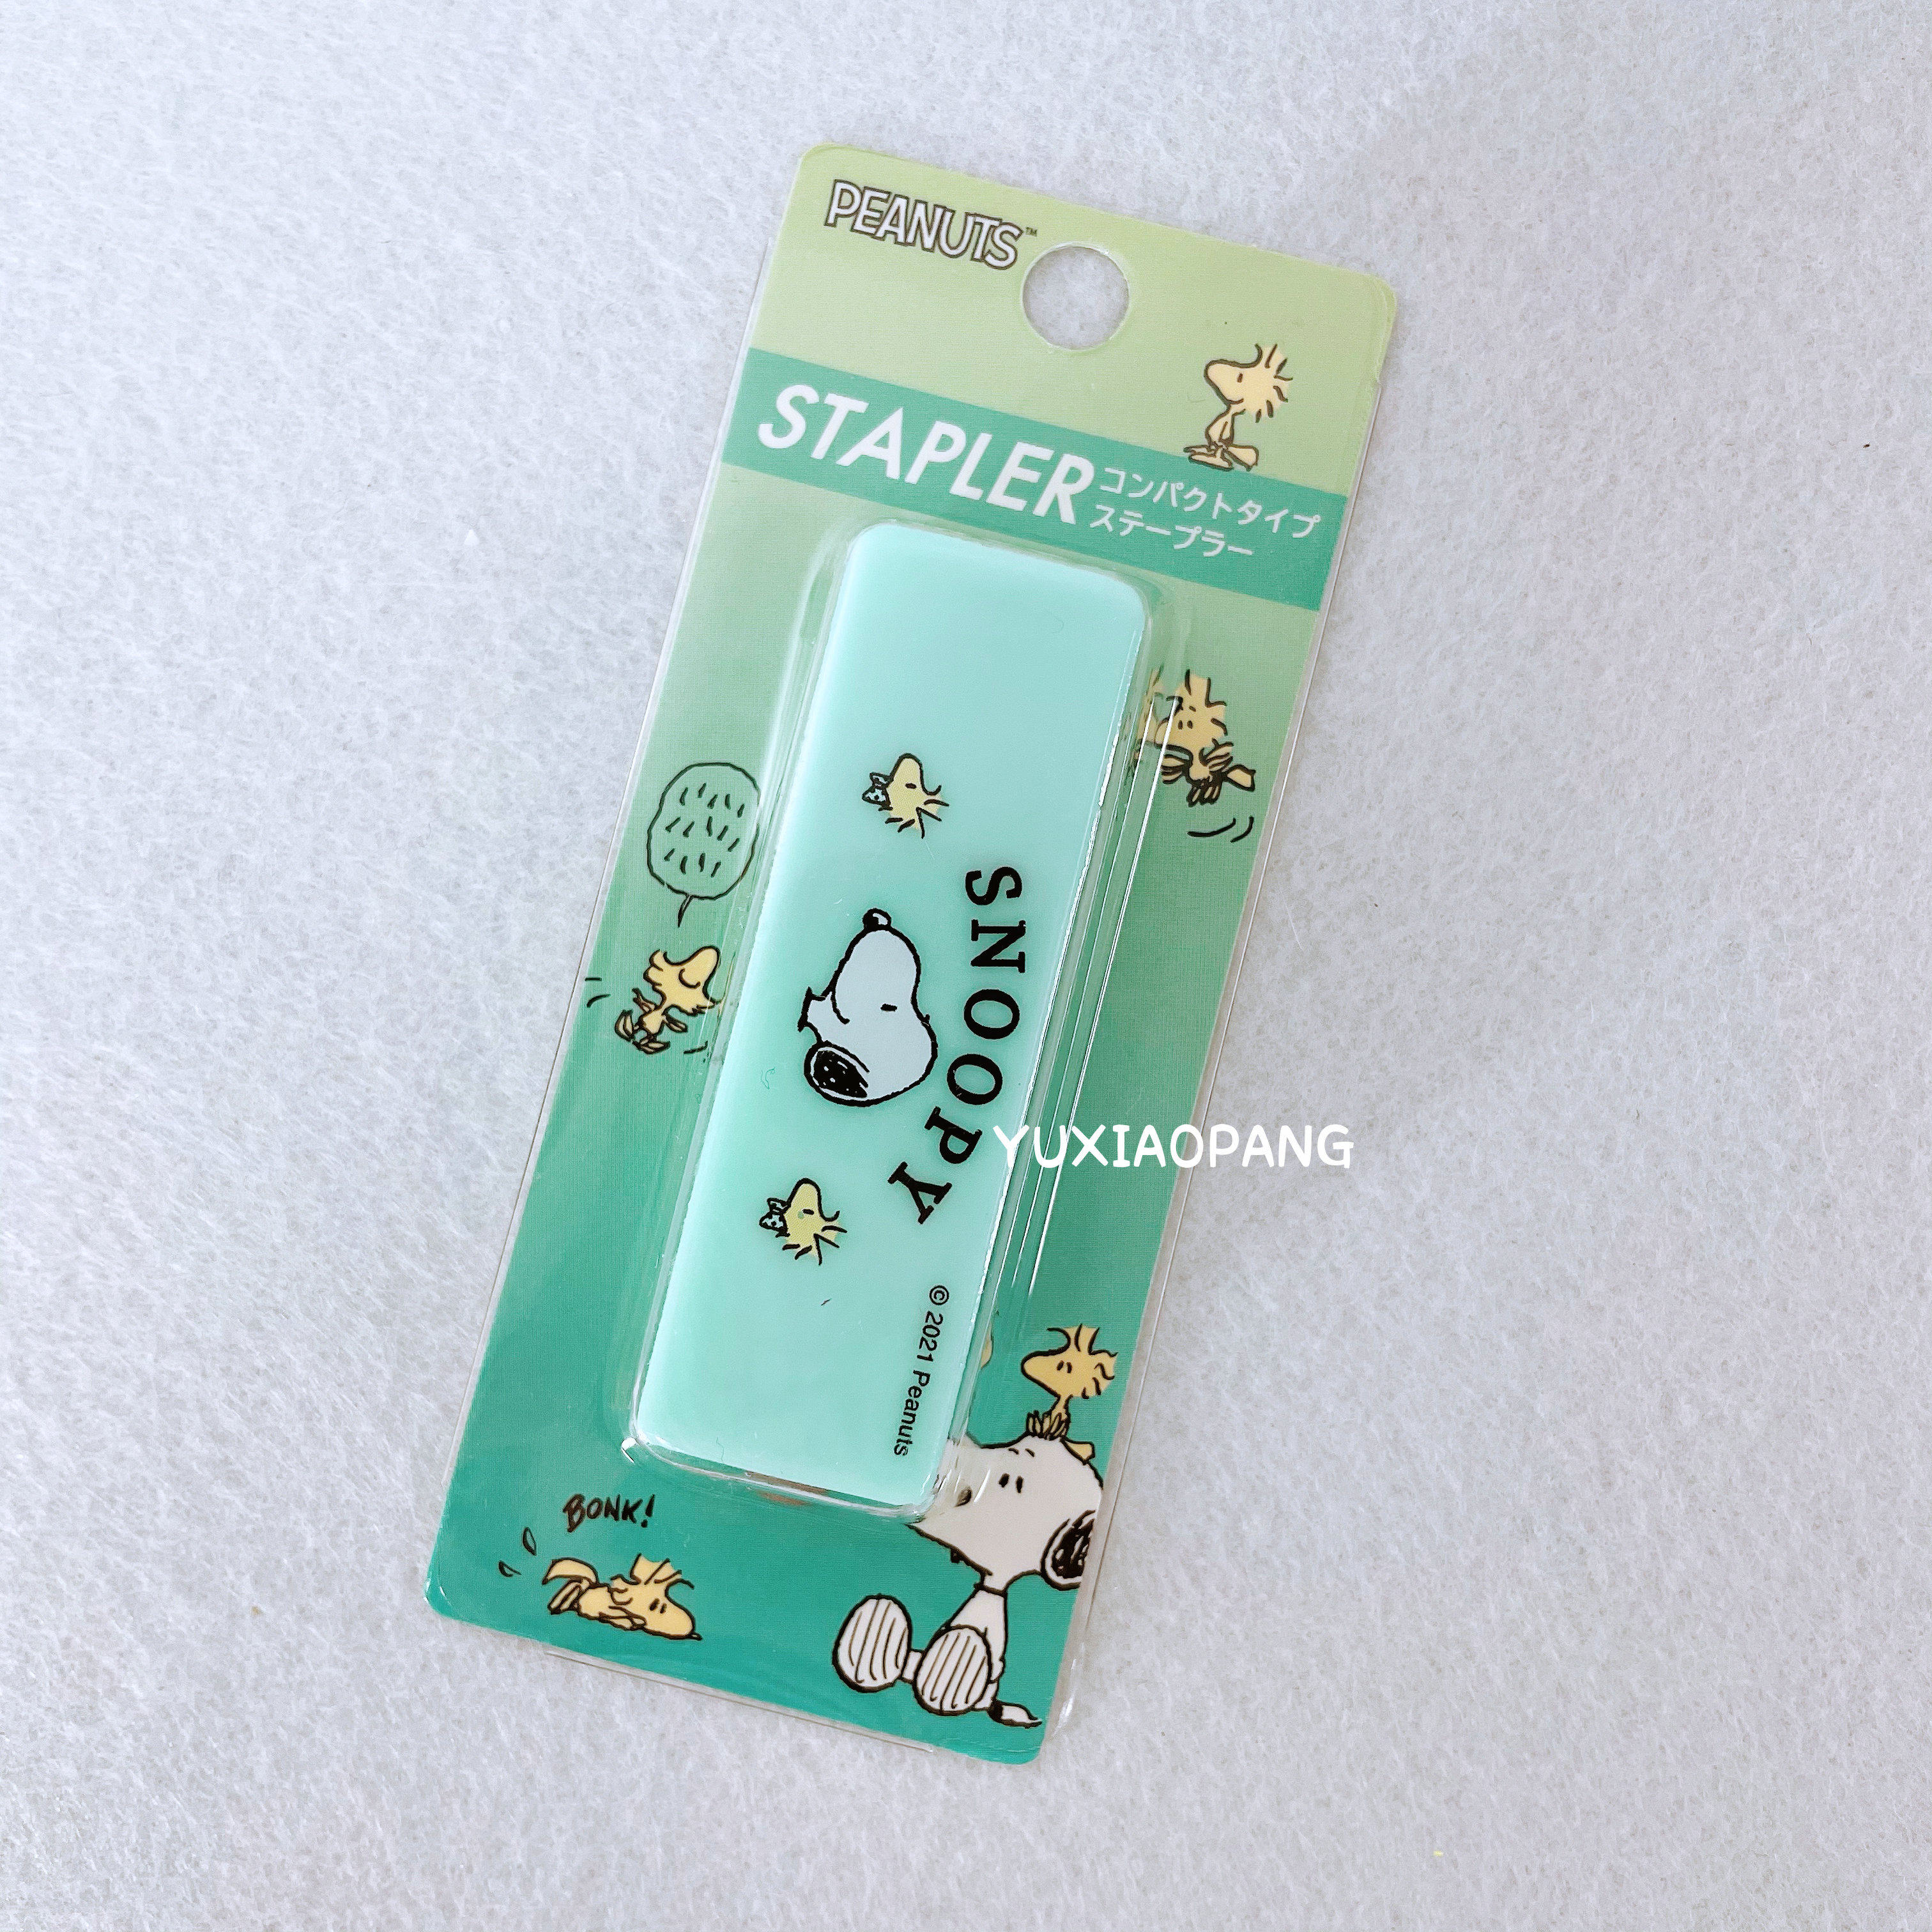 PEANUTS™
STAPLER
コンパクトタイプ
ステープラー
SNOOPY
YUXIAOPANG
© 2021 Peanuts
BONK!